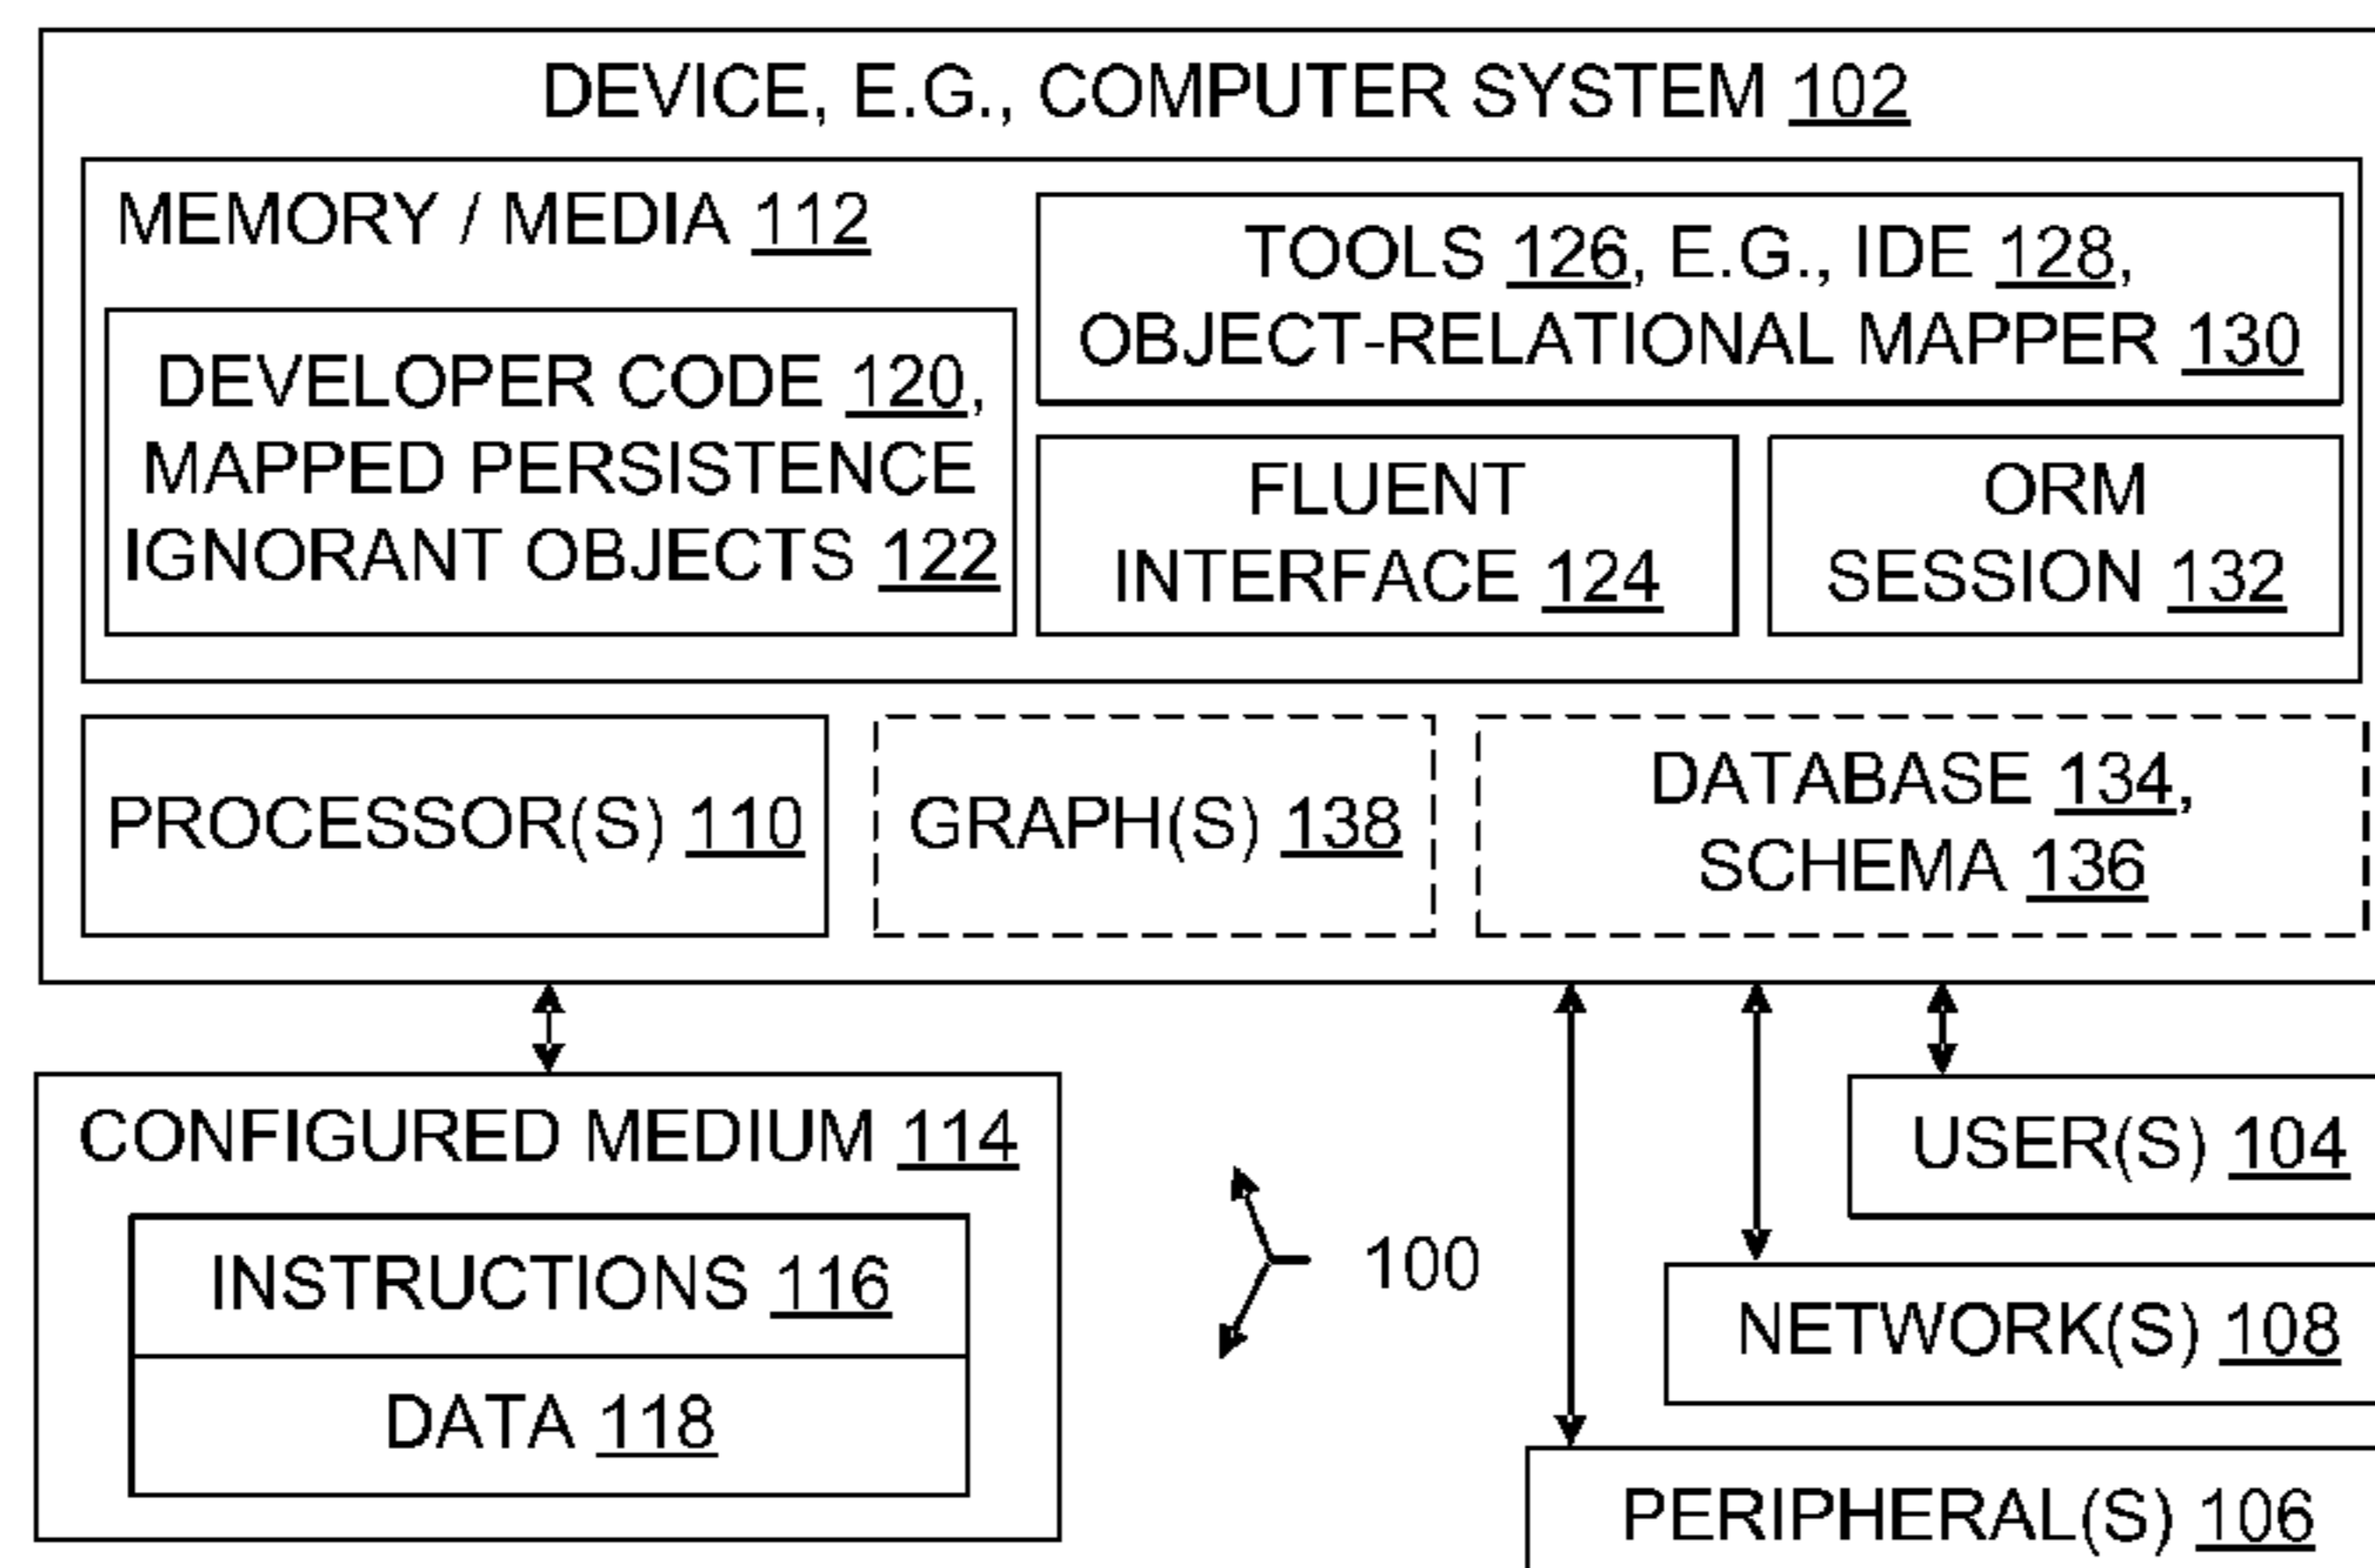 DEVICE, E.G., COMPUTER SYSTEM 102
MEMORY / MEDIA 112
DEVELOPER CODE 120,
MAPPED PERSISTENCE
IGNORANT OBJECTS 122
TOOLS 126, E.G., IDE 128,
OBJECT-RELATIONAL MAPPER 130
FLUENT
INTERFACE 124
ORM
SESSION 132
PROCESSOR(S) 110
GRAPH(S) 138
DATABASE 134,
SCHEMA 136
CONFIGURED MEDIUM 114
INSTRUCTIONS 116
DATA 118
100
USER(S) 104
NETWORK(S) 108
PERIPHERAL(S) 106